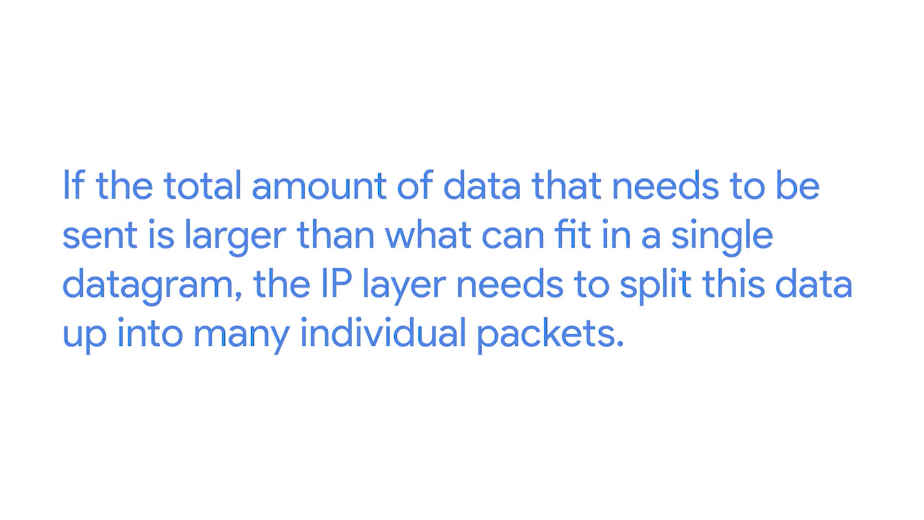 If the total amount of data that needs to be
sent is larger than what can fit in a single
datagram, the IP layer needs to split this data
up into many individual packets.